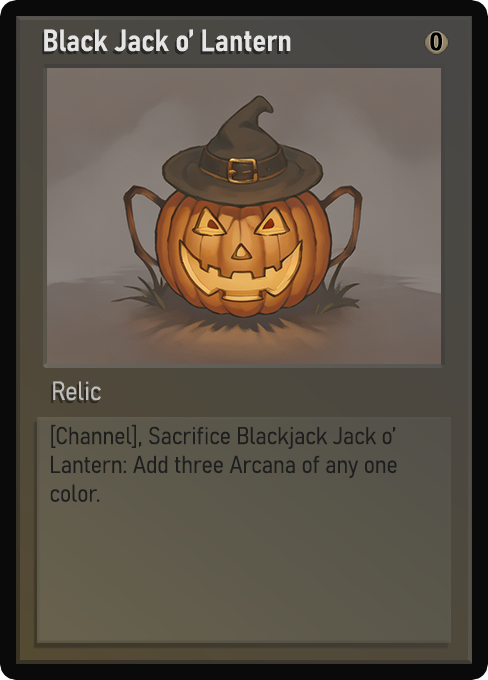 Black Jack o' Lantern
0
Relic
[Channel], Sacrifice Blackjack Jack o'
Lantern: Add three Arcana of any one
color.